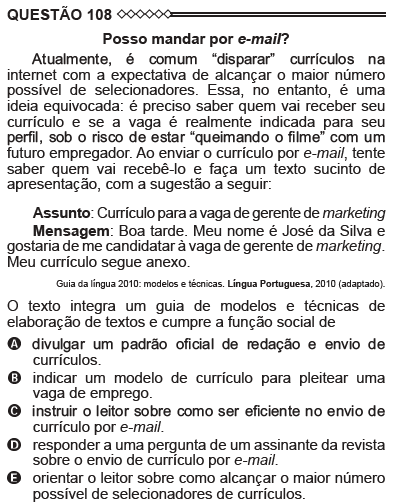 QUESTÃO 108
Posso mandar por e-mail?
Atualmente, é comum “disparar” currículos na
internet com a expectativa de alcançar o maior número
possível de selecionadores. Essa, no entanto, é uma
ideia equivocada: é preciso saber quem vai receber seu
currículo e se a vaga é realmente indicada para seu
perfil, sob o risco de estar “queimando o filme” com um
futuro empregador. Ao enviar o currículo por e-mail, tente
saber quem vai recebê-lo e faça um texto sucinto de
apresentação, com a sugestão a seguir:
Assunto: Currículo para a vaga de gerente de marketing
Mensagem: Boa tarde. Meu nome é José da Silva e
gostaria de me candidatar à vaga de gerente de marketing.
Meu currículo segue anexo.
Guia da língua 2010: modelos e técnicas. Língua Portuguesa, 2010 (adaptado).
O texto integra um guia de modelos e técnicas de
elaboração de textos e cumpre a função social de
A divulgar um padrão oficial de redação e envio de
currículos.
B indicar um modelo de currículo para pleitear uma
vaga de emprego.
C instruir o leitor sobre como ser eficiente no envio de
currículo por e-mail.
D responder a uma pergunta de um assinante da revista
sobre o envio de currículo por e-mail.
E orientar o leitor sobre como alcançar o maior número
possível de selecionadores de currículos.